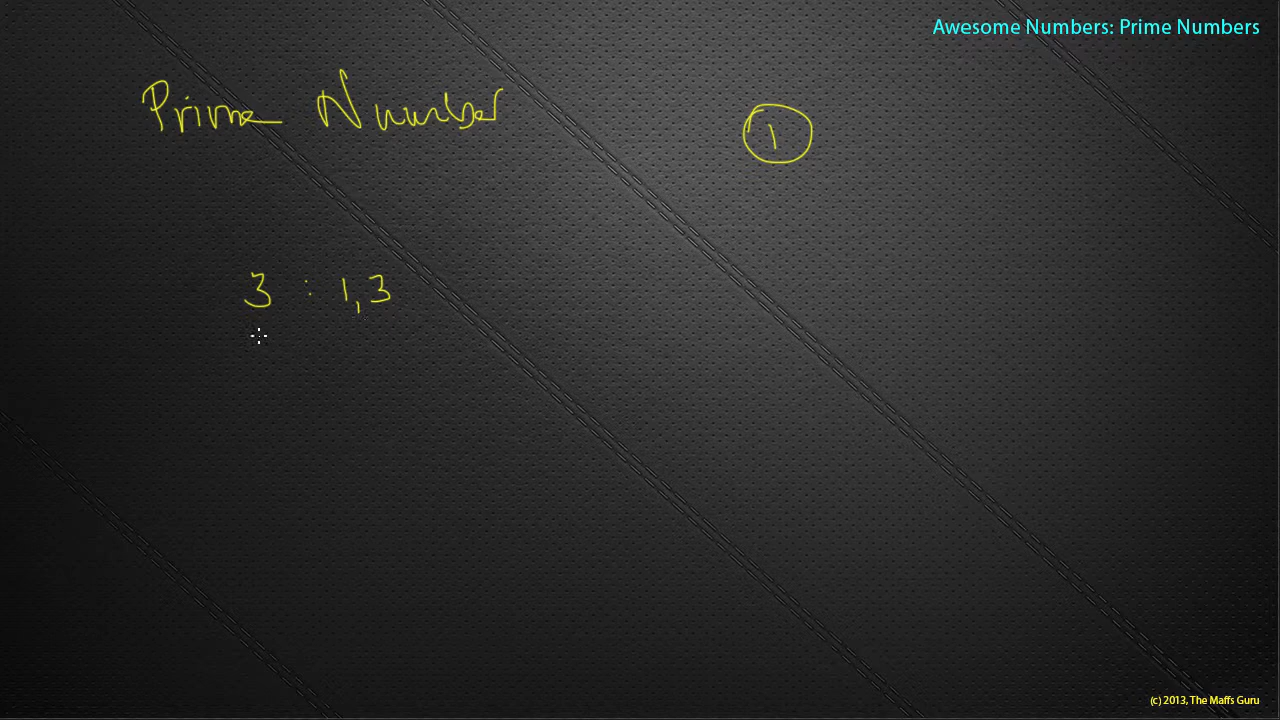 Awesome Numbers: Prime Numbers
Prime Number
1
3 : 1,3
(c) 2013, The Maffs Guru